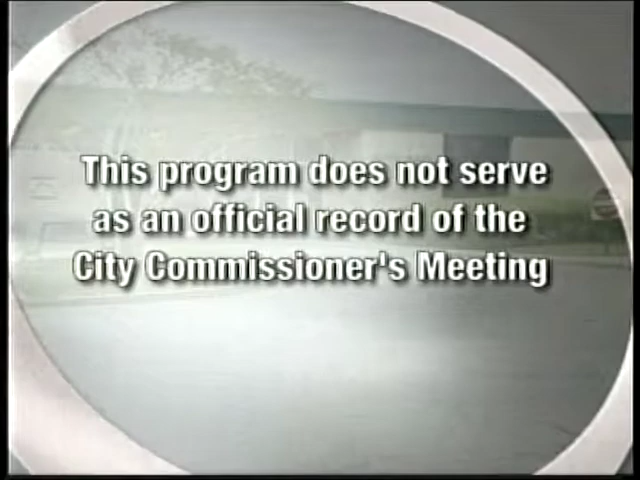 This program does not serve
as an official record of the
City Commissioner's Meeting